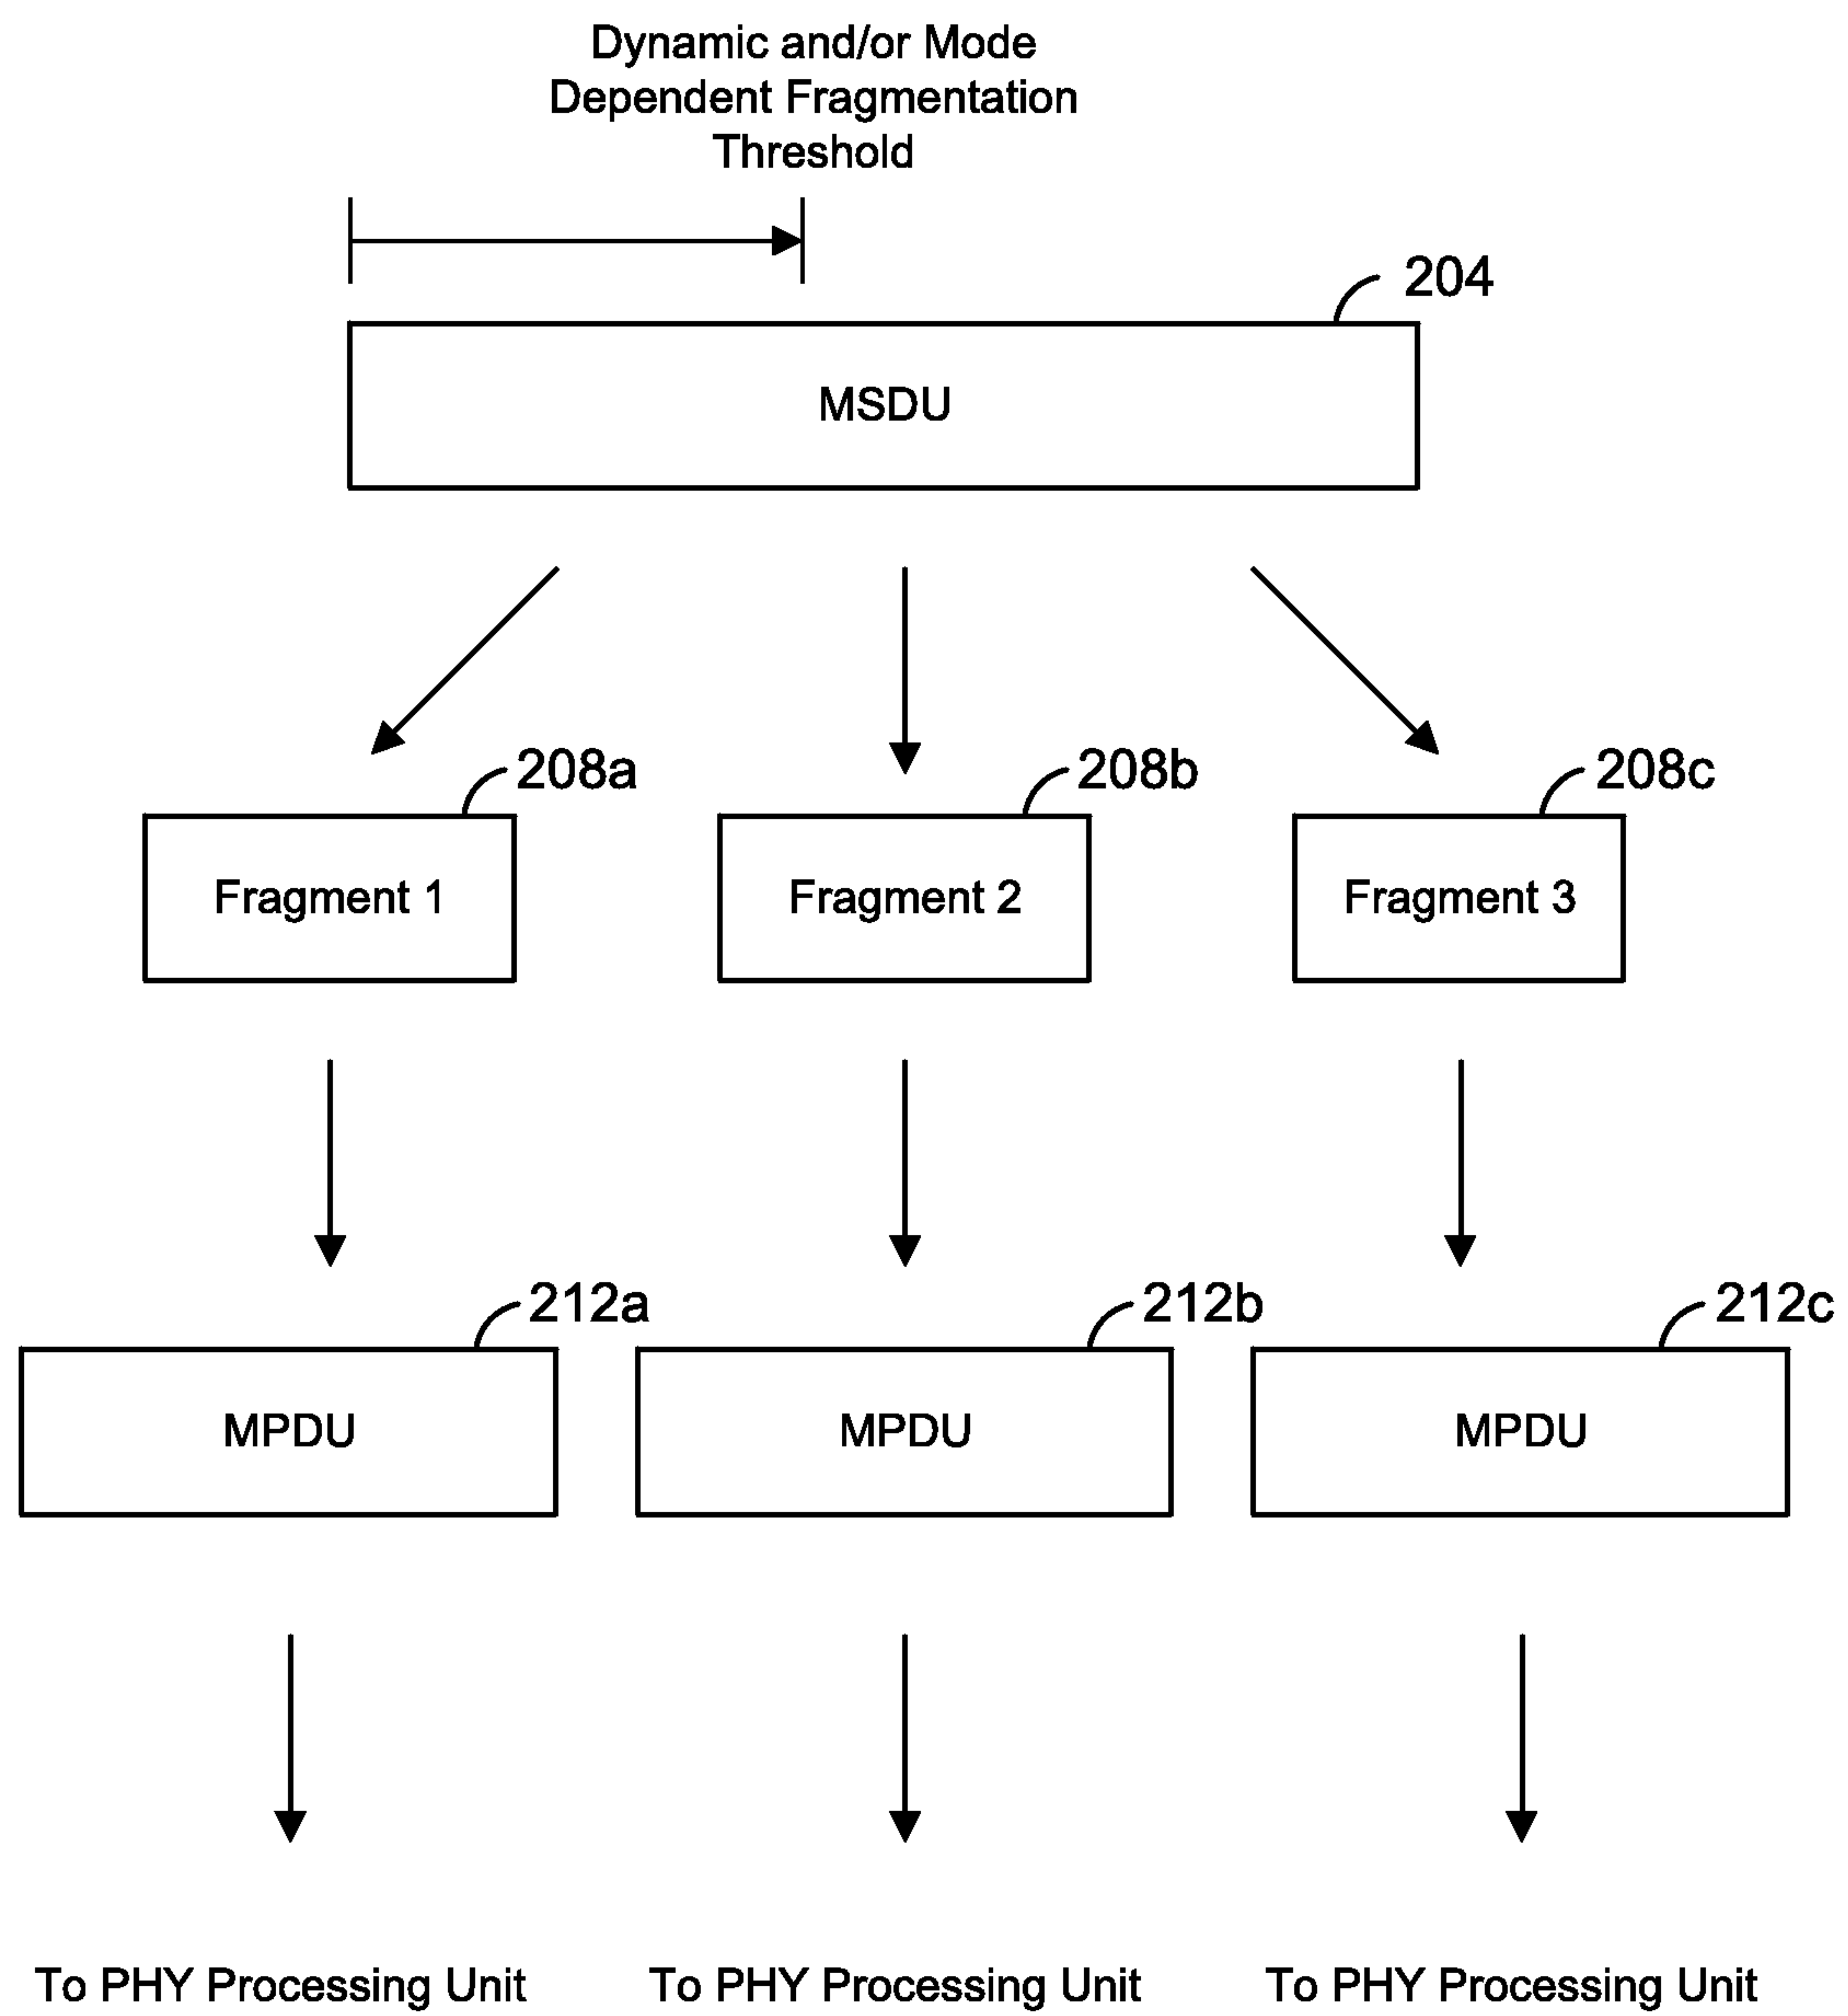 Dynamic and/or Mode
Dependent Fragmentation
Threshold
204
MSDU
208a
208b
208c
Fragment 1
Fragment 2
Fragment 3
212a
212b
212c
MPDU
MPDU
MPDU
To PHY Processing Unit
To PHY Processing Unit
To PHY Processing Unit